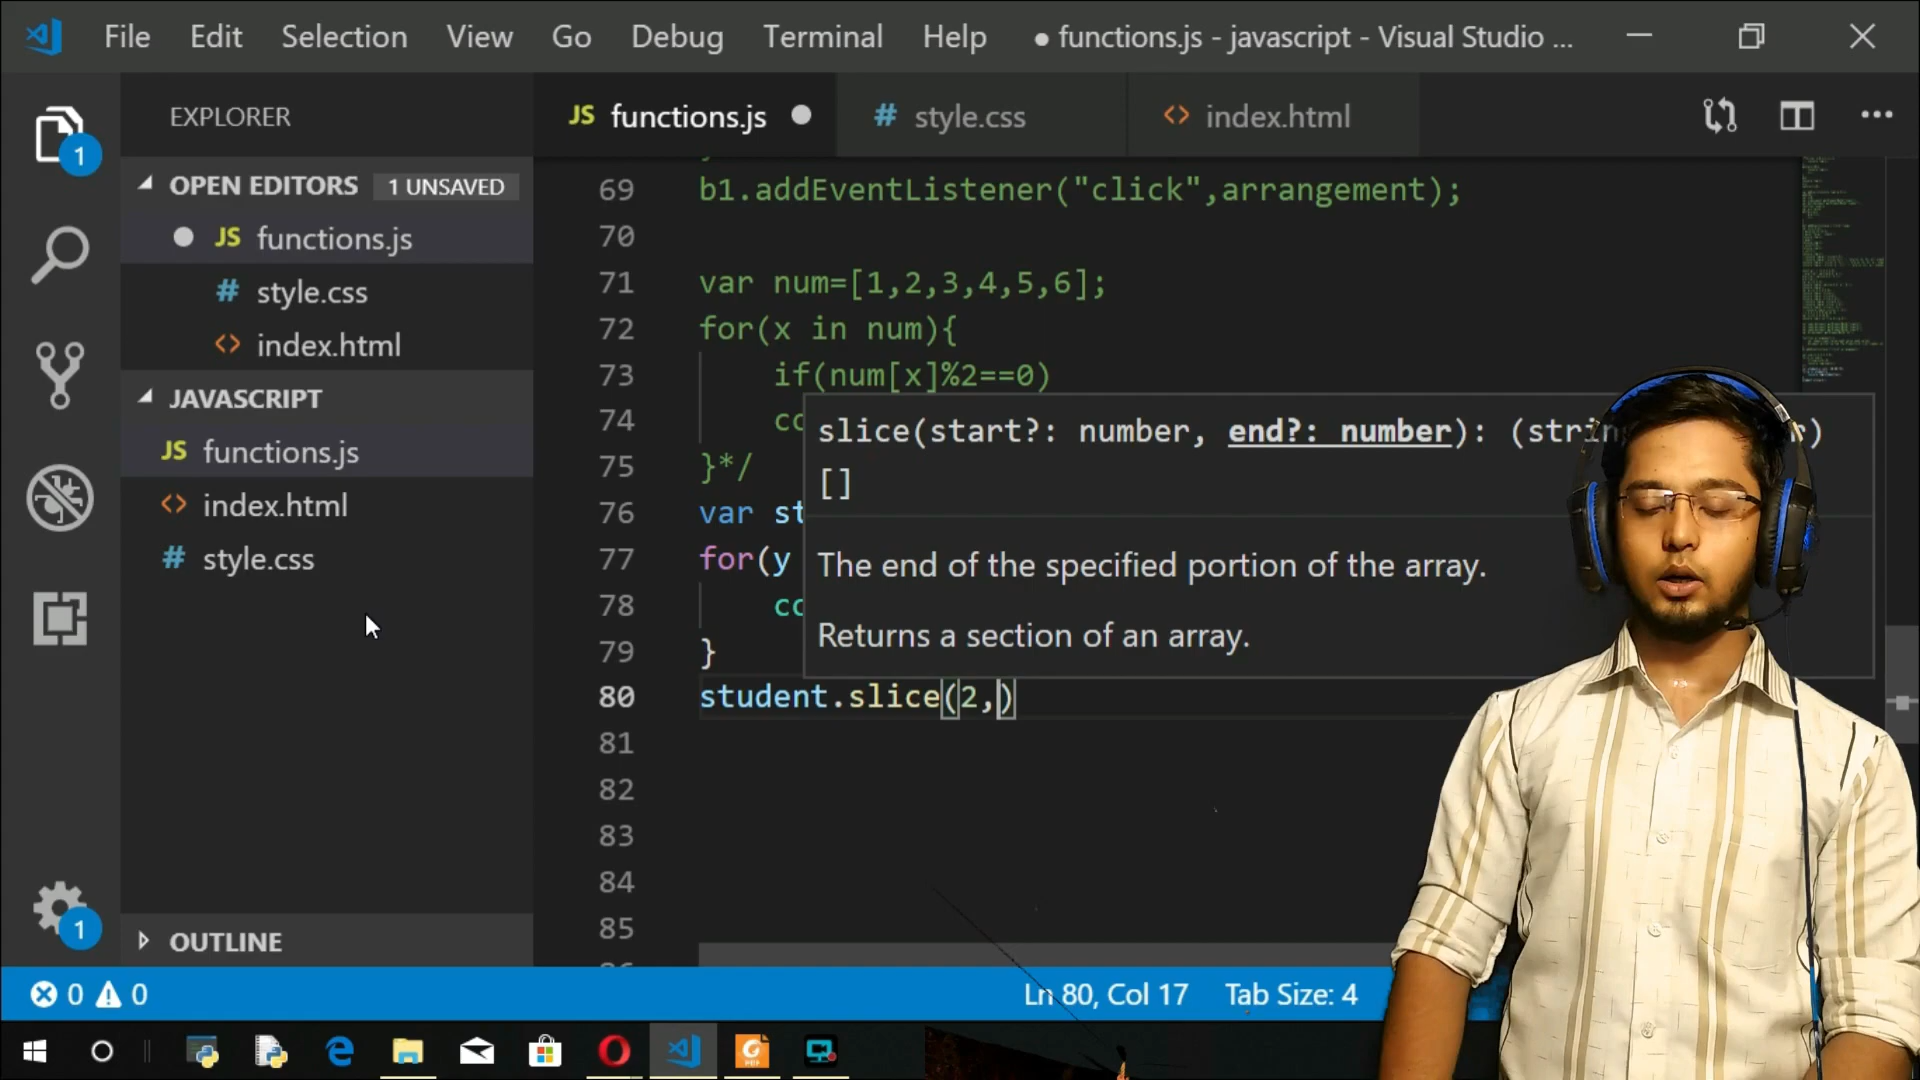 File Edit Selection View Go Debug Terminal Help ● functions.js - javascript - Visual Studio ...
EXPLORER
JS functions.js ●
# style.css
<> index.html
1
OPEN EDITORS 1 UNSAVED
JS functions.js
# style.css
<> index.html
JAVASCRIPT
JS functions.js
<> index.html
# style.css
OUTLINE
1
69 b1.addEventListener("click",arrangement);
70
71 var num=[1,2,3,4,5,6];
72 for(x in num){
73 if(num[x]%2==0)
74 co
75 }*/
76 var st
77 for(y
78 co
79 }
80 student.slice(2,)
81
82
83
84
85
slice(start?: number, end?: number): (strin r)
[]
The end of the specified portion of the array.
Returns a section of an array.
0 0
Ln 80, Col 17 Tab Size: 4